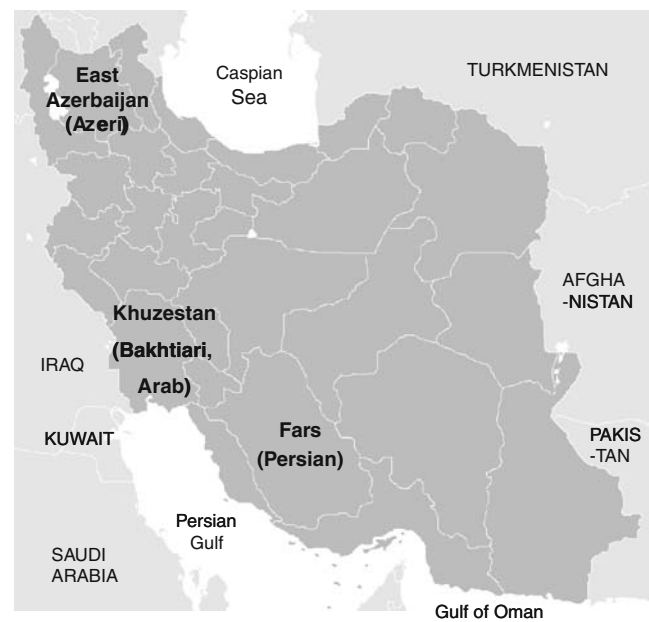 East
Azerbaijan
(Azeri)
Caspian
Sea
TURKMENISTAN
AFGHA
-NISTAN
Khuzestan
(Bakhtiari,
Arab)
IRAQ
KUWAIT
Fars
(Persian)
PAKIS
-TAN
Persian
Gulf
SAUDI
ARABIA
Gulf of Oman